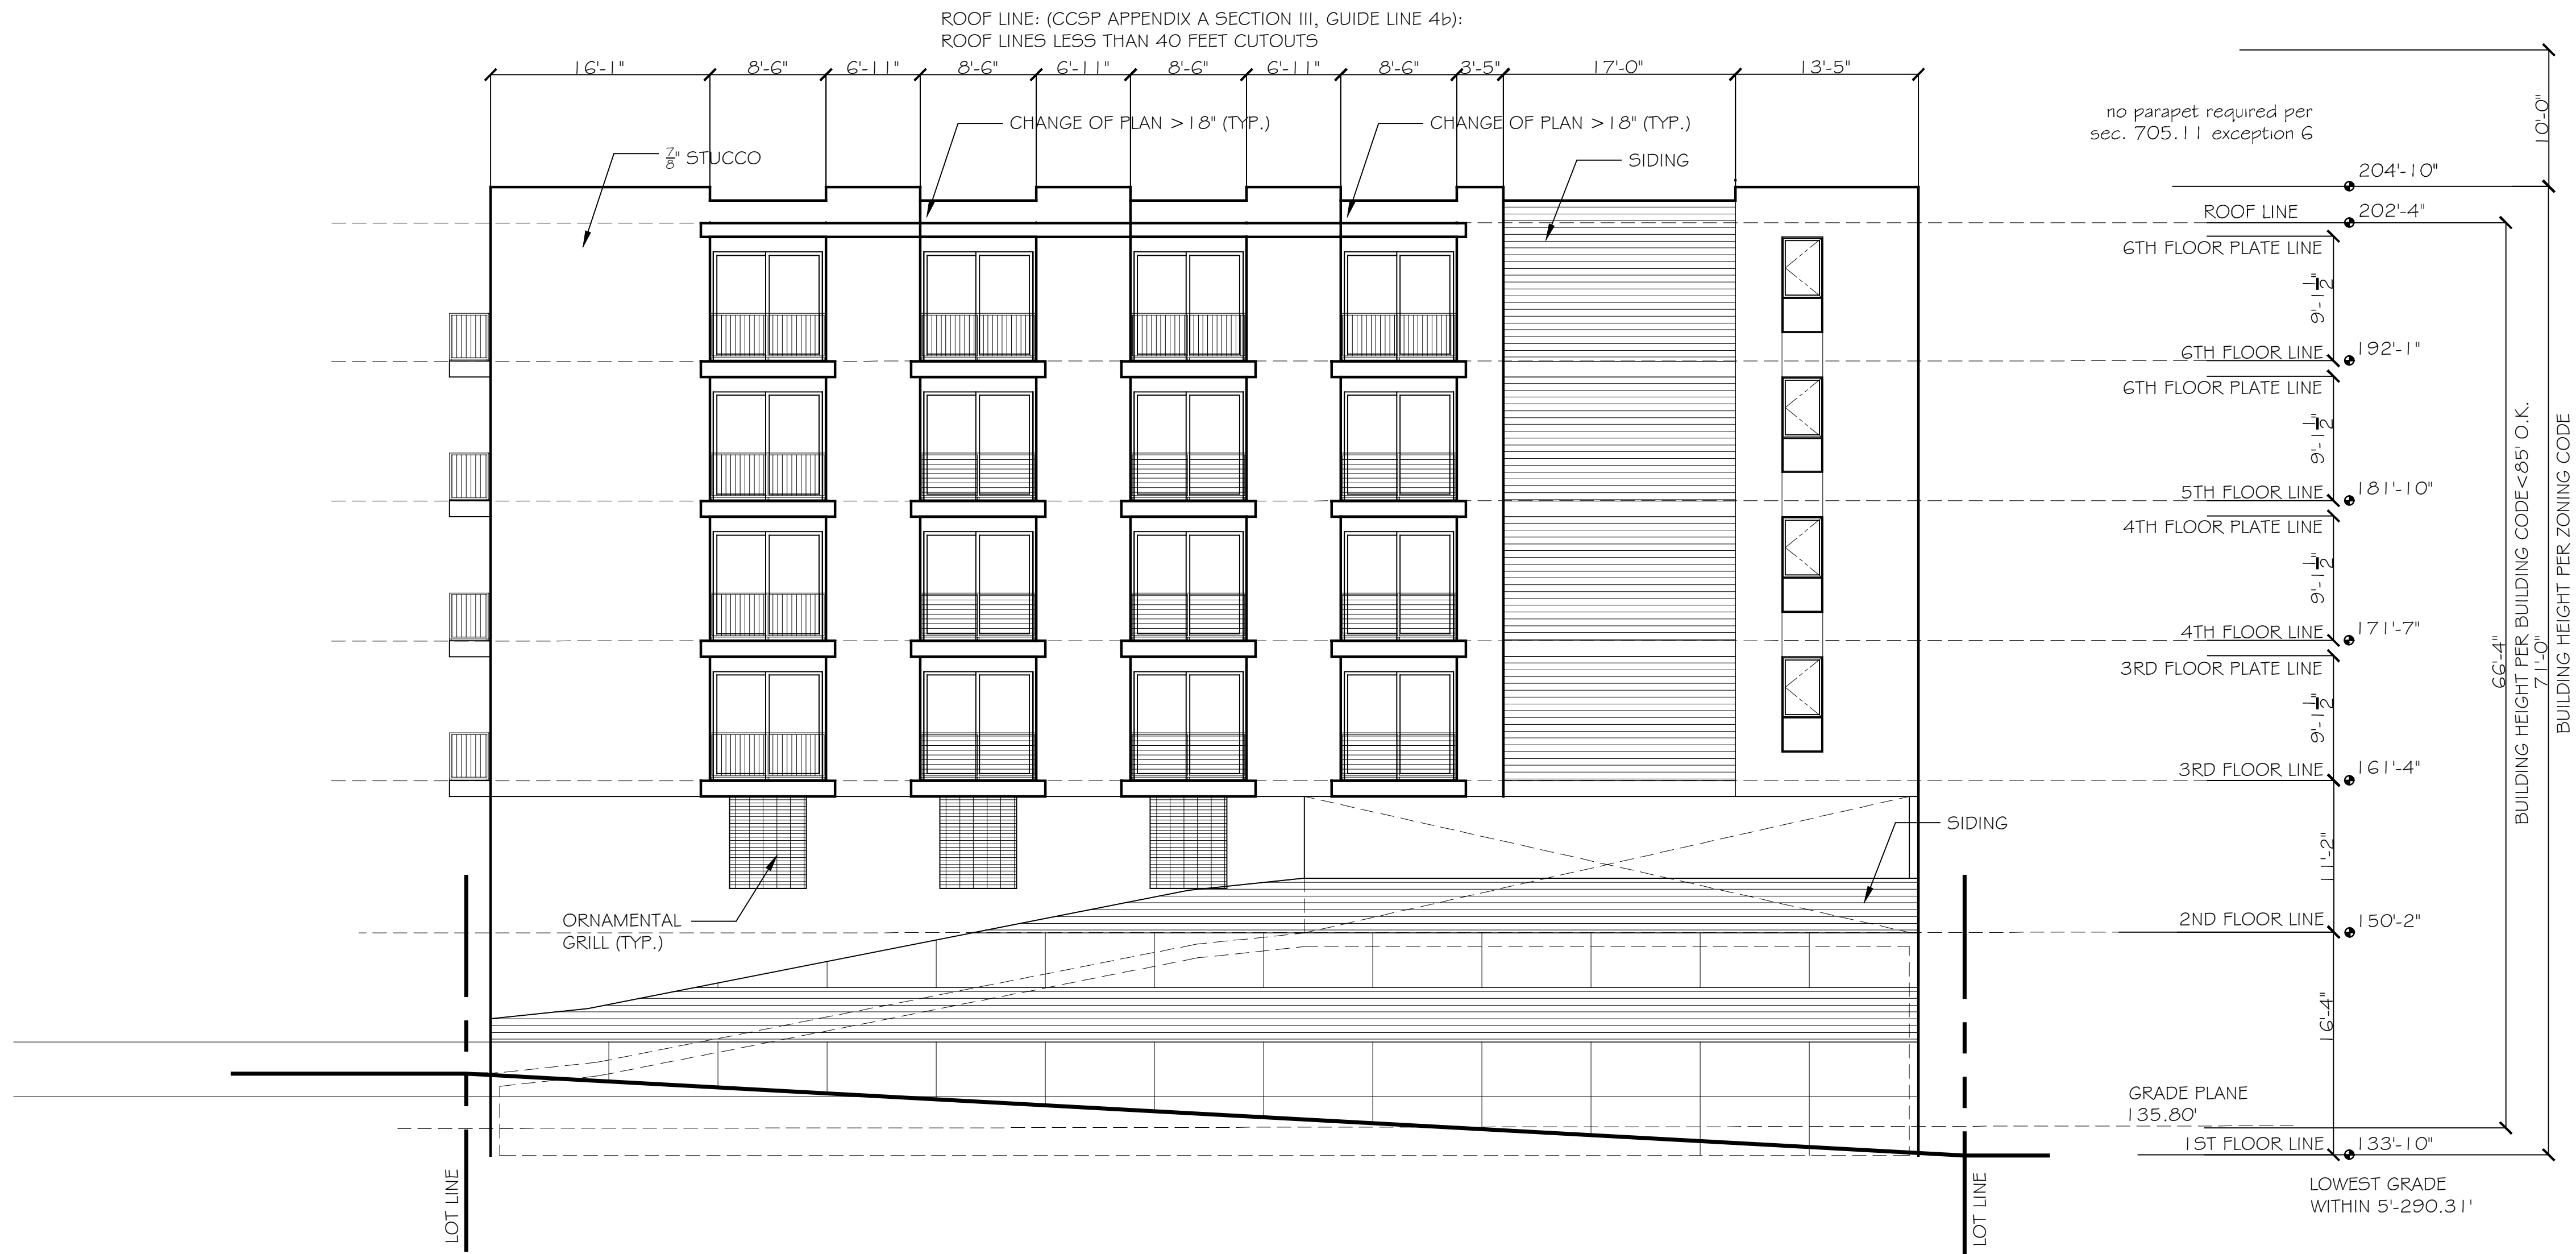 ROOF LINE: (CCSP APPENDIX A SECTION III, GUIDE LINE 4b):
ROOF LINES LESS THAN 40 FEET CUTOUTS
16'-1"
8'-6"
6'-11"
8'-6"
6'-11"
8'-6"
6'-11"
8'-6"
3'-5"
17'-0"
13'-5"
10'-0"
no parapet required per
sec. 705.11 exception 6
CHANGE OF PLAN >18" (TYP.)
CHANGE OF PLAN >18" (TYP.)
7/8" STUCCO
SIDING
204'-10"
ROOF LINE
202'-4"
6TH FLOOR PLATE LINE
9'-1 1/2"
6TH FLOOR LINE
192'-1"
6TH FLOOR PLATE LINE
9'-1 1/2"
5TH FLOOR LINE
181'-10"
4TH FLOOR PLATE LINE
9'-1 1/2"
4TH FLOOR LINE
171'-7"
3RD FLOOR PLATE LINE
9'-1 1/2"
3RD FLOOR LINE
161'-4"
66'-4"
BUILDING HEIGHT PER BUILDING CODE<85' O.K.
71'-0"
BUILDING HEIGHT PER ZONING CODE
SIDING
11'-2"
ORNAMENTAL
GRILL (TYP.)
2ND FLOOR LINE
150'-2"
16'-4"
GRADE PLANE
135.80'
1ST FLOOR LINE
133'-10"
LOWEST GRADE
WITHIN 5'-290.31'
LOT LINE
LOT LINE